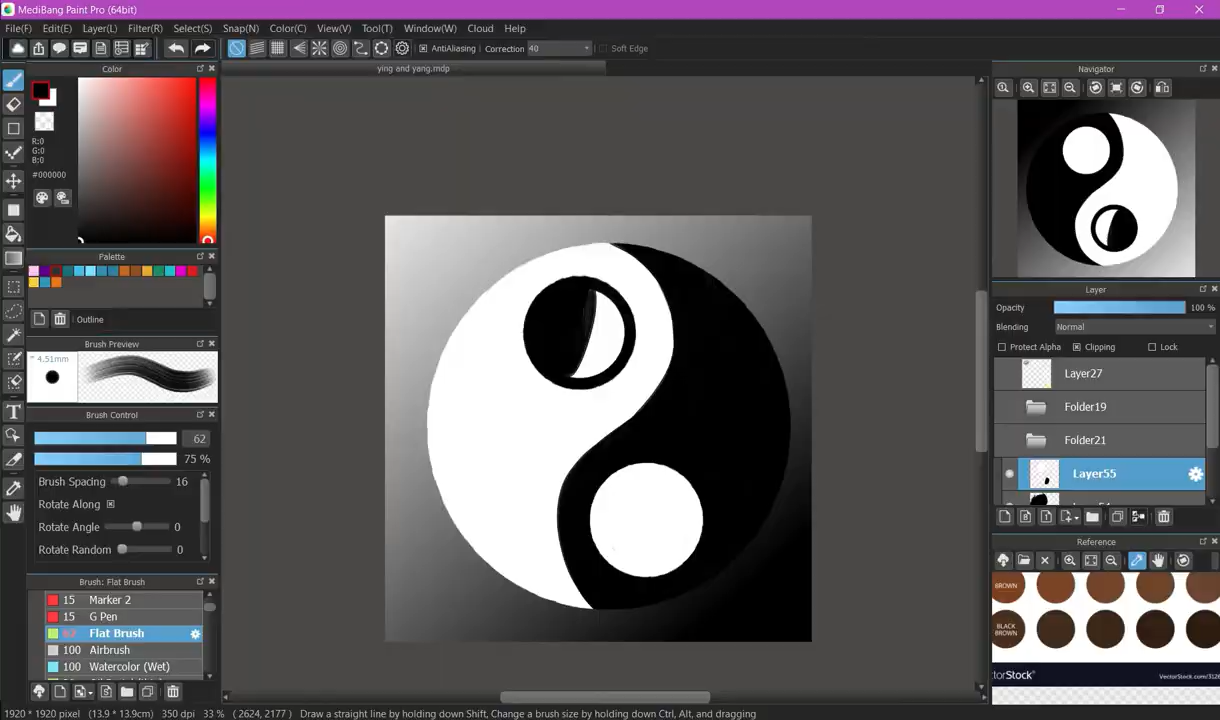 MediBang Paint Pro (64bit)
File(F) Edit(E) Layer(L) Filter(R) Select(S) Snap(N) Color(C) View(V) Tool(T) Window(W) Cloud Help
AntiAliasing Correction 40 Soft Edge
Color
ying and yang.mdp
Navigator
R:0
G:0
B:0
#000000
Palette
Outline
Brush Preview
4.51mm
Brush Control
62
75 %
Brush Spacing 16
Rotate Along
Rotate Angle 0
Rotate Random 0
Brush: Flat Brush
15 Marker 2
15 G Pen
62 Flat Brush
100 Airbrush
100 Watercolor (Wet)
Layer
Opacity 100 %
Blending Normal
Protect Alpha Clipping Lock
Layer27
Folder19
Folder21
Layer55
Reference
BROWN
BLACK
BROWN
torStock VectorStock.com/3126
1920 * 1920 pixel (13.9 * 13.9cm) 350 dpi 33 % (2624, 2177) Draw a straight line by holding down Shift, Change a brush size by holding down Ctrl, Alt, and dragging